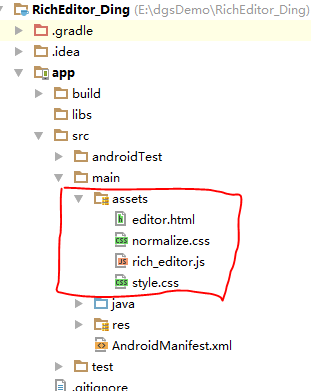 RichEditor_Ding (E:\dgsDemo\RichEditor_Ding)
.gradle
.idea
app
build
libs
src
androidTest
main
assets
editor.html
normalize.css
rich_editor.js
style.css
java
res
AndroidManifest.xml
test
.gitignore